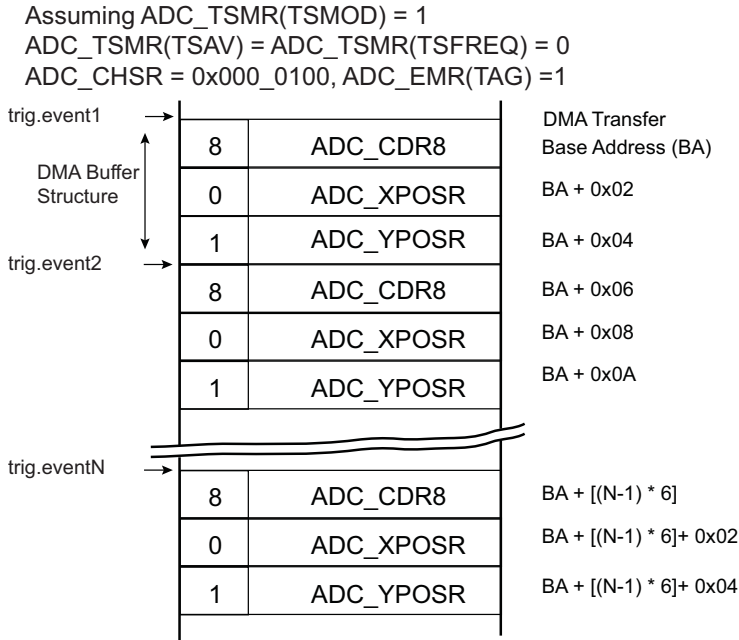 Assuming ADC_TSMR(TSMOD) = 1
ADC_TSMR(TSAV) = ADC_TSMR(TSFREQ) = 0
ADC_CHSR = 0x000_0100, ADC_EMR(TAG) =1
trig.event1
DMA Transfer
8 ADC_CDR8 Base Address (BA)
DMA Buffer
Structure
0 ADC_XPOSR BA + 0x02
1 ADC_YPOSR BA + 0x04
trig.event2
8 ADC_CDR8 BA + 0x06
0 ADC_XPOSR BA + 0x08
1 ADC_YPOSR BA + 0x0A
trig.eventN
8 ADC_CDR8 BA + [(N-1) * 6]
0 ADC_XPOSR BA + [(N-1) * 6]+ 0x02
1 ADC_YPOSR BA + [(N-1) * 6]+ 0x04